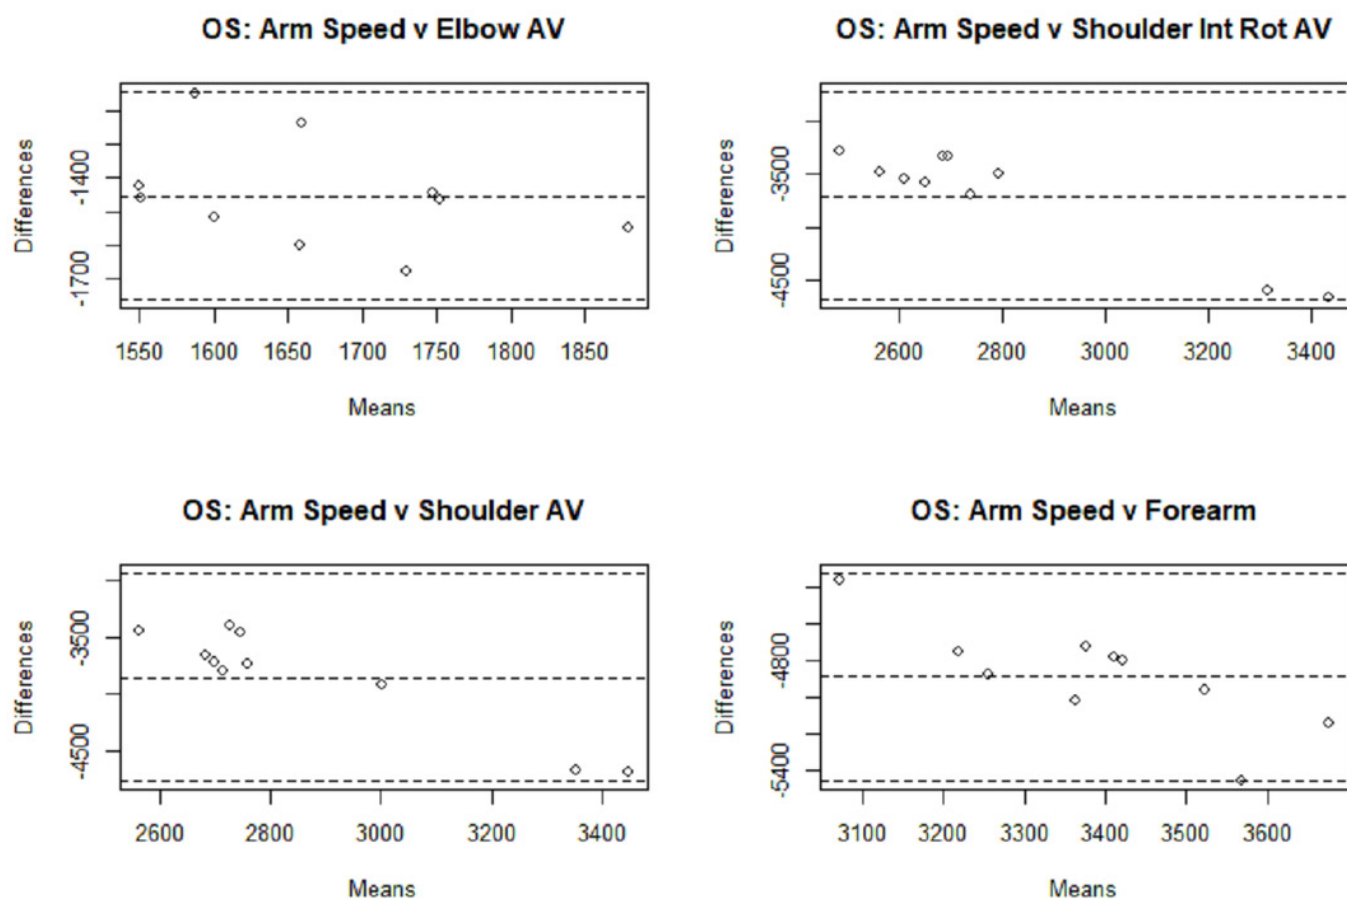 OS: Arm Speed v Elbow AV
Differences
-1400
-1700
1550 1600 1650 1700 1750 1800 1850
Means
OS: Arm Speed v Shoulder Int Rot AV
Differences
-3500
-4500
2600 2800 3000 3200 3400
Means
OS: Arm Speed v Shoulder AV
Differences
-3500
-4500
2600 2800 3000 3200 3400
Means
OS: Arm Speed v Forearm
Differences
-4800
-5400
3100 3200 3300 3400 3500 3600
Means